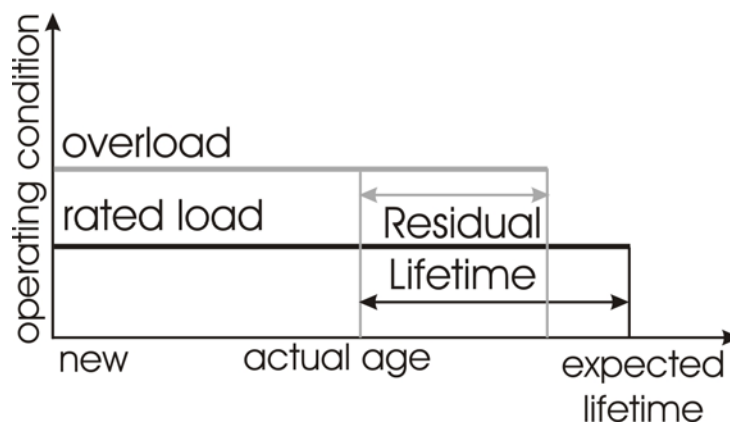 operating condition
overload
rated load
Residual
Lifetime
new
actual age
expected
lifetime